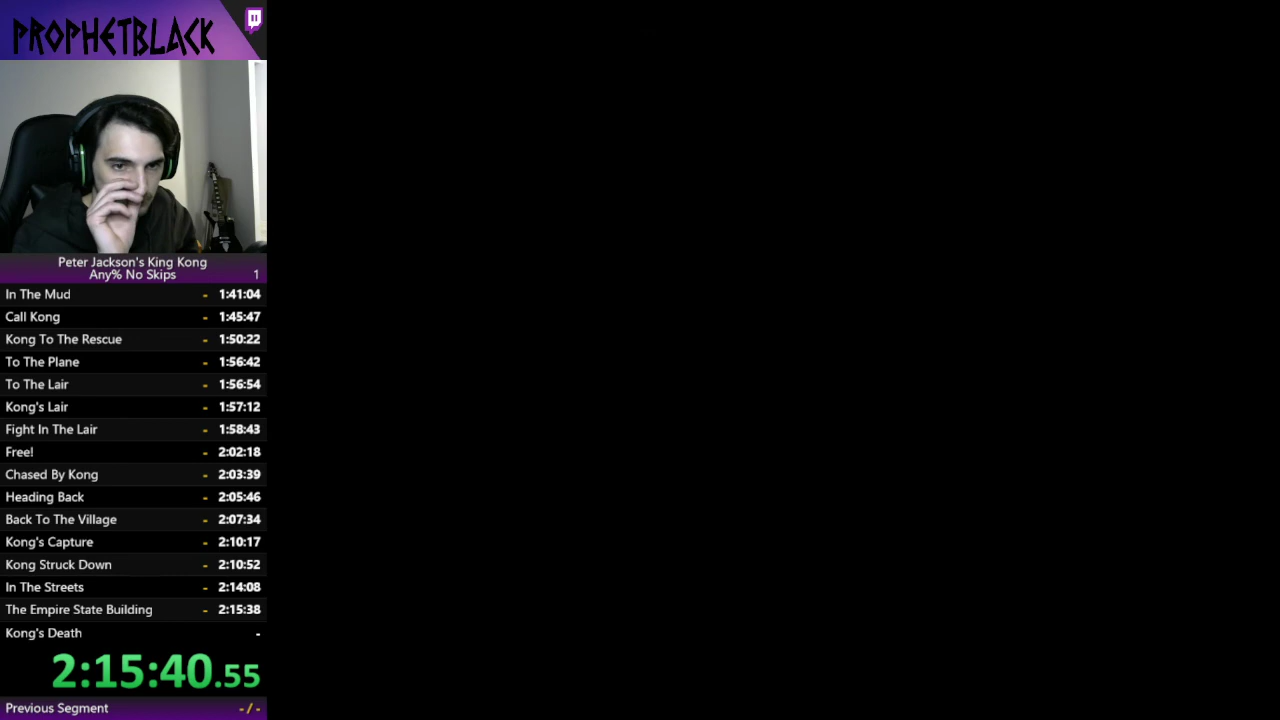 PROPHETBLACK
Peter Jackson's King Kong
Any% No Skips 1
In The Mud - 1:41:04
Call Kong - 1:45:47
Kong To The Rescue - 1:50:22
To The Plane - 1:56:42
To The Lair - 1:56:54
Kong's Lair - 1:57:12
Fight In The Lair - 1:58:43
Free! - 2:02:18
Chased By Kong - 2:03:39
Heading Back - 2:05:46
Back To The Village - 2:07:34
Kong's Capture - 2:10:17
Kong Struck Down - 2:10:52
In The Streets - 2:14:08
The Empire State Building - 2:15:38
Kong's Death -
2:15:40.55
Previous Segment - / -